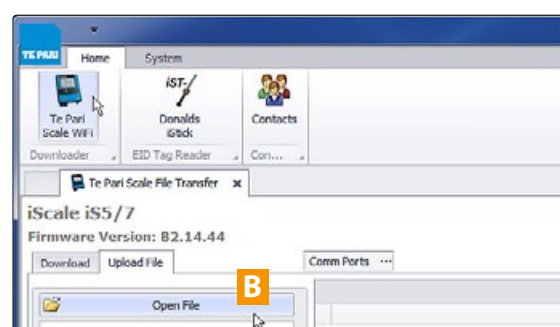 TE PARI
Home System
iST-/
Te Pari
Scale WiFi
Donalds
iStick
Contacts
Downloader EID Tag Reader Con...
Te Pari Scale File Transfer x
iScale iS5/7
Firmware Version: B2.14.44
Download Upload File Comm Ports ...
B
Open File